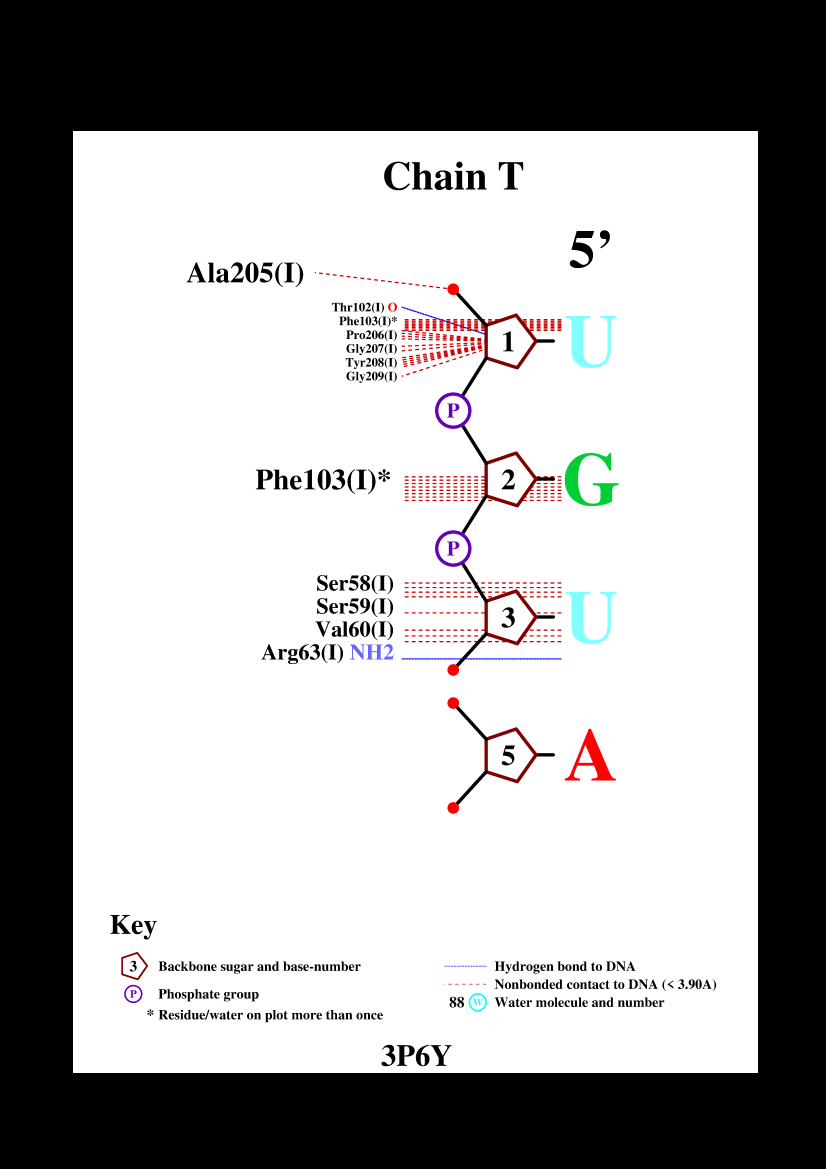 Chain T
5’
Ala205(I)
Thr102(I) O
Phe103(I)*
Pro206(I)
Gly207(I)
Tyr208(I)
Gly209(I)
1 U
P
Phe103(I)* 2 G
P
Ser58(I)
Ser59(I)
3 U
Val60(I)
Arg63(I) NH2
5 A
Key
3 Backbone sugar and base-number
P Phosphate group
* Residue/water on plot more than once
Hydrogen bond to DNA
Nonbonded contact to DNA (< 3.90A)
88 W Water molecule and number
3P6Y